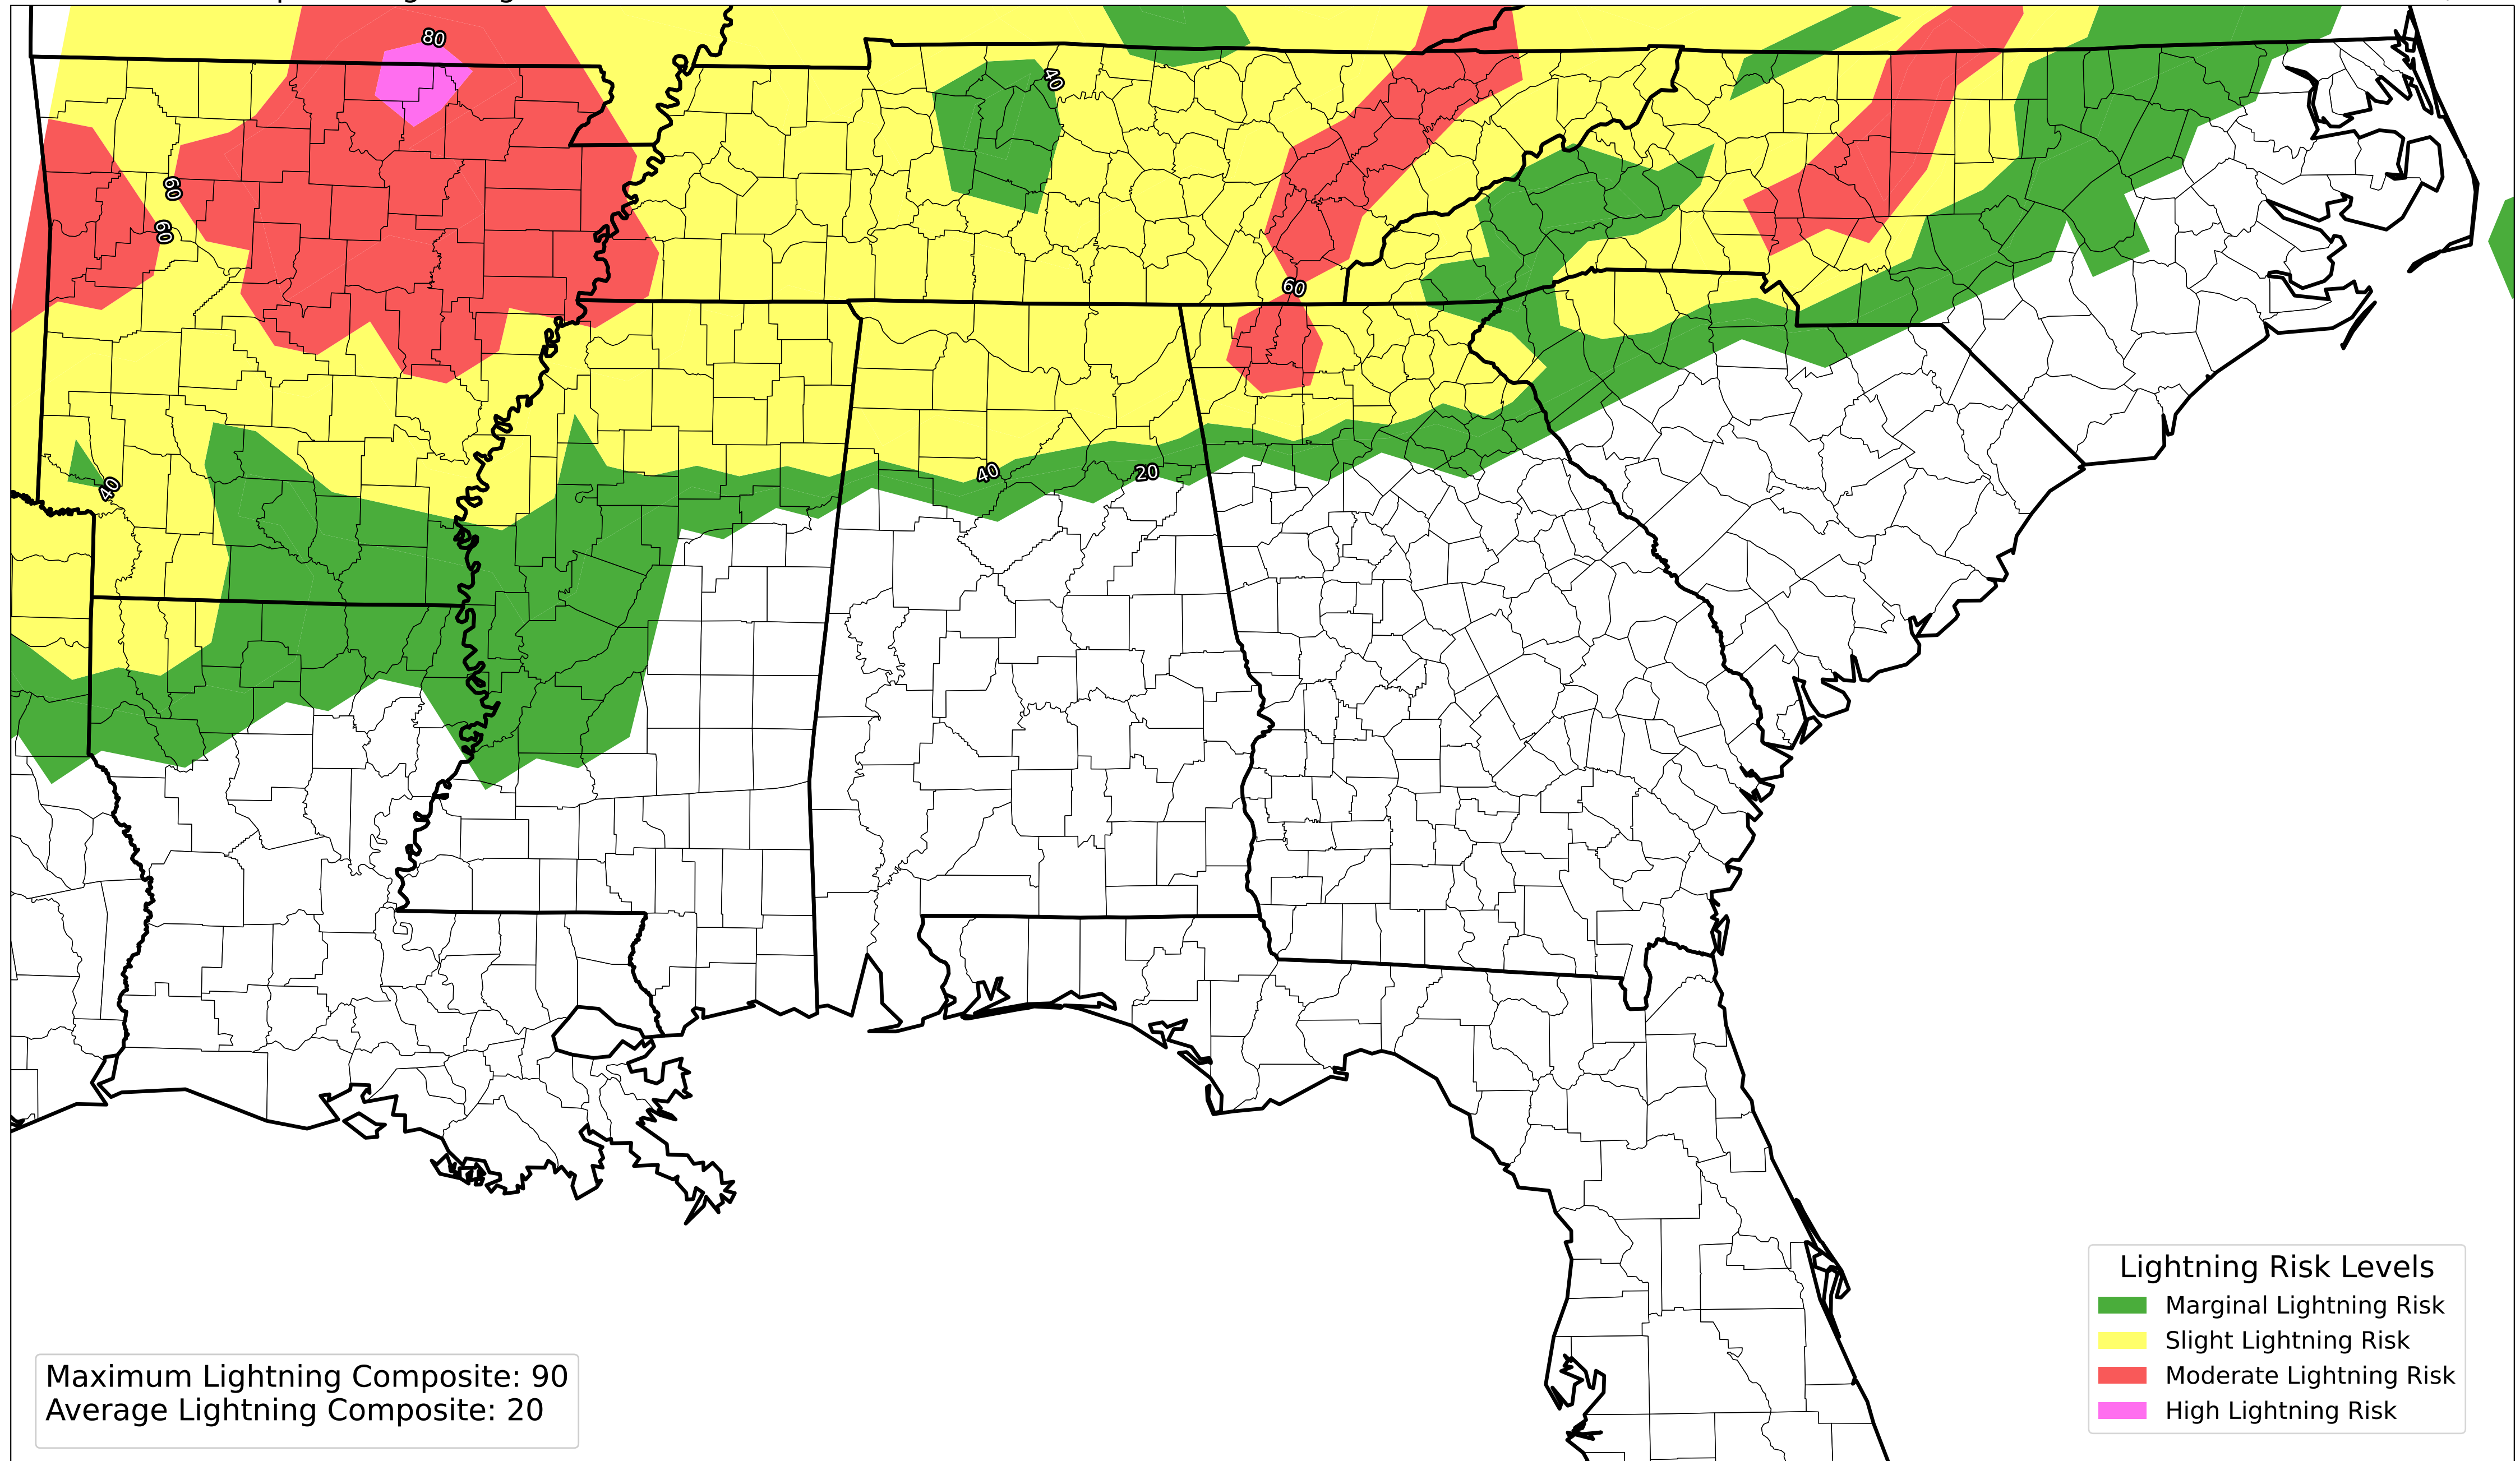 80
40
60
60
60
40
40
20
Lightning Risk Levels
Marginal Lightning Risk
Slight Lightning Risk
Moderate Lightning Risk
High Lightning Risk
Maximum Lightning Composite: 90
Average Lightning Composite: 20